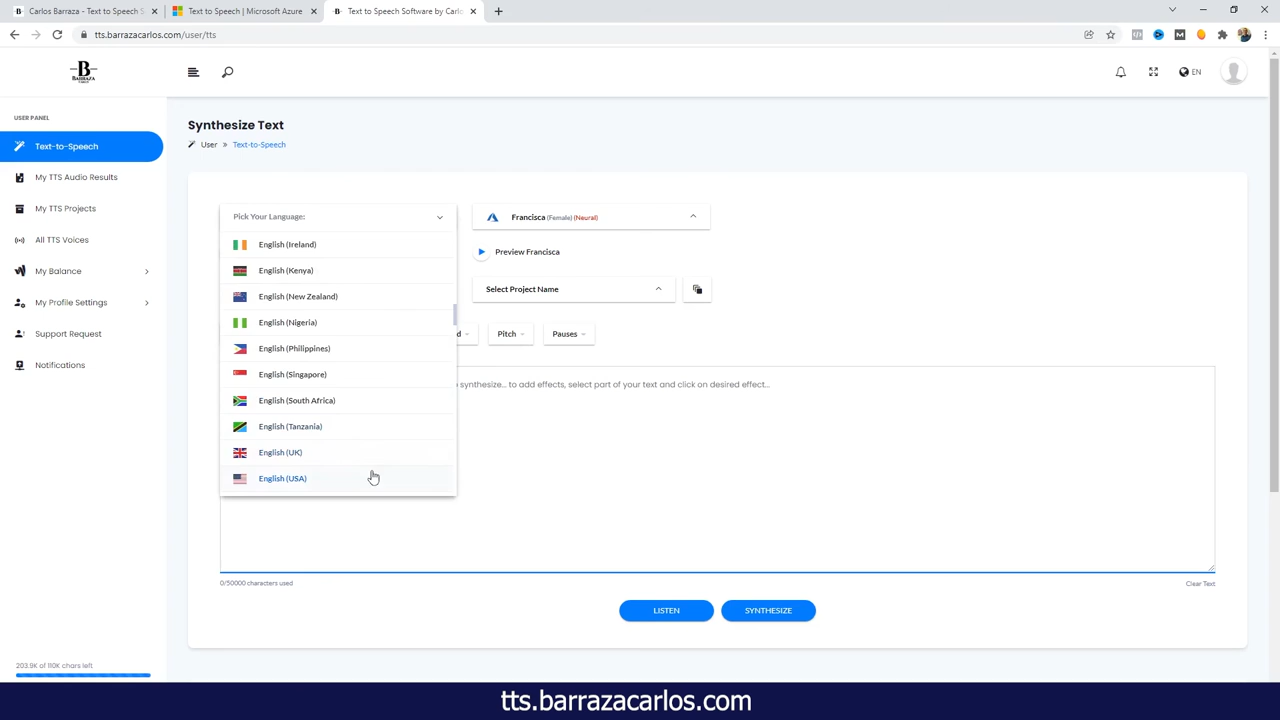 Carlos Barraza - Text to Speech S
Text to Speech | Microsoft Azure
Text to Speech Software by Carlo
tts.barrazacarlos.com/user/tts
B
BARRAZA
CARLOS
EN
USER PANEL
Text-to-Speech
My TTS Audio Results
My TTS Projects
All TTS Voices
My Balance
My Profile Settings
Support Request
Notifications
203.9K of 110K chars left
Synthesize Text
User » Text-to-Speech
Pick Your Language:
English (Ireland)
English (Kenya)
English (New Zealand)
English (Nigeria)
English (Philippines)
English (Singapore)
English (South Africa)
English (Tanzania)
English (UK)
English (USA)
Francisca (Female) (Neural)
Preview Francisca
Select Project Name
d
Pitch
Pauses
synthesize... to add effects, select part of your text and click on desired effect...
0/50000 characters used
Clear Text
LISTEN
SYNTHESIZE
tts.barrazacarlos.com